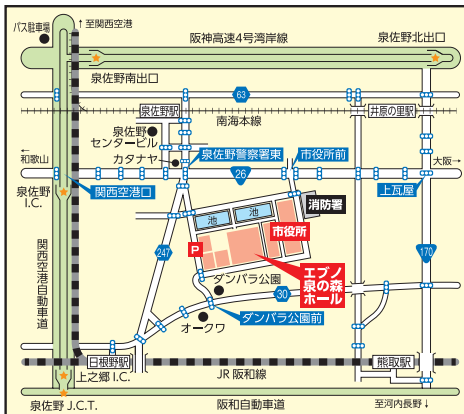 ↑至関西空港
バス駐車場
阪神高速4号湾岸線
泉佐野北出口
泉佐野南出口
63
泉佐野駅
井原の里駅
南海本線
泉佐野
センタービル
カタナヤ
泉佐野警察署東
市役所前
←
和歌山
大阪→
26
泉佐野
I.C.
関西空港口
上瓦屋
池
池
消防署
市役所
P
247
170
関西空港自動車道
エブノ
泉の森
ホール
ダンバラ公園
30
オークワ
ダンバラ公園前
日根野駅
熊取駅
上之郷I.C.
JR阪和線
泉佐野J.C.T.
阪和自動車道
至河内長野↓